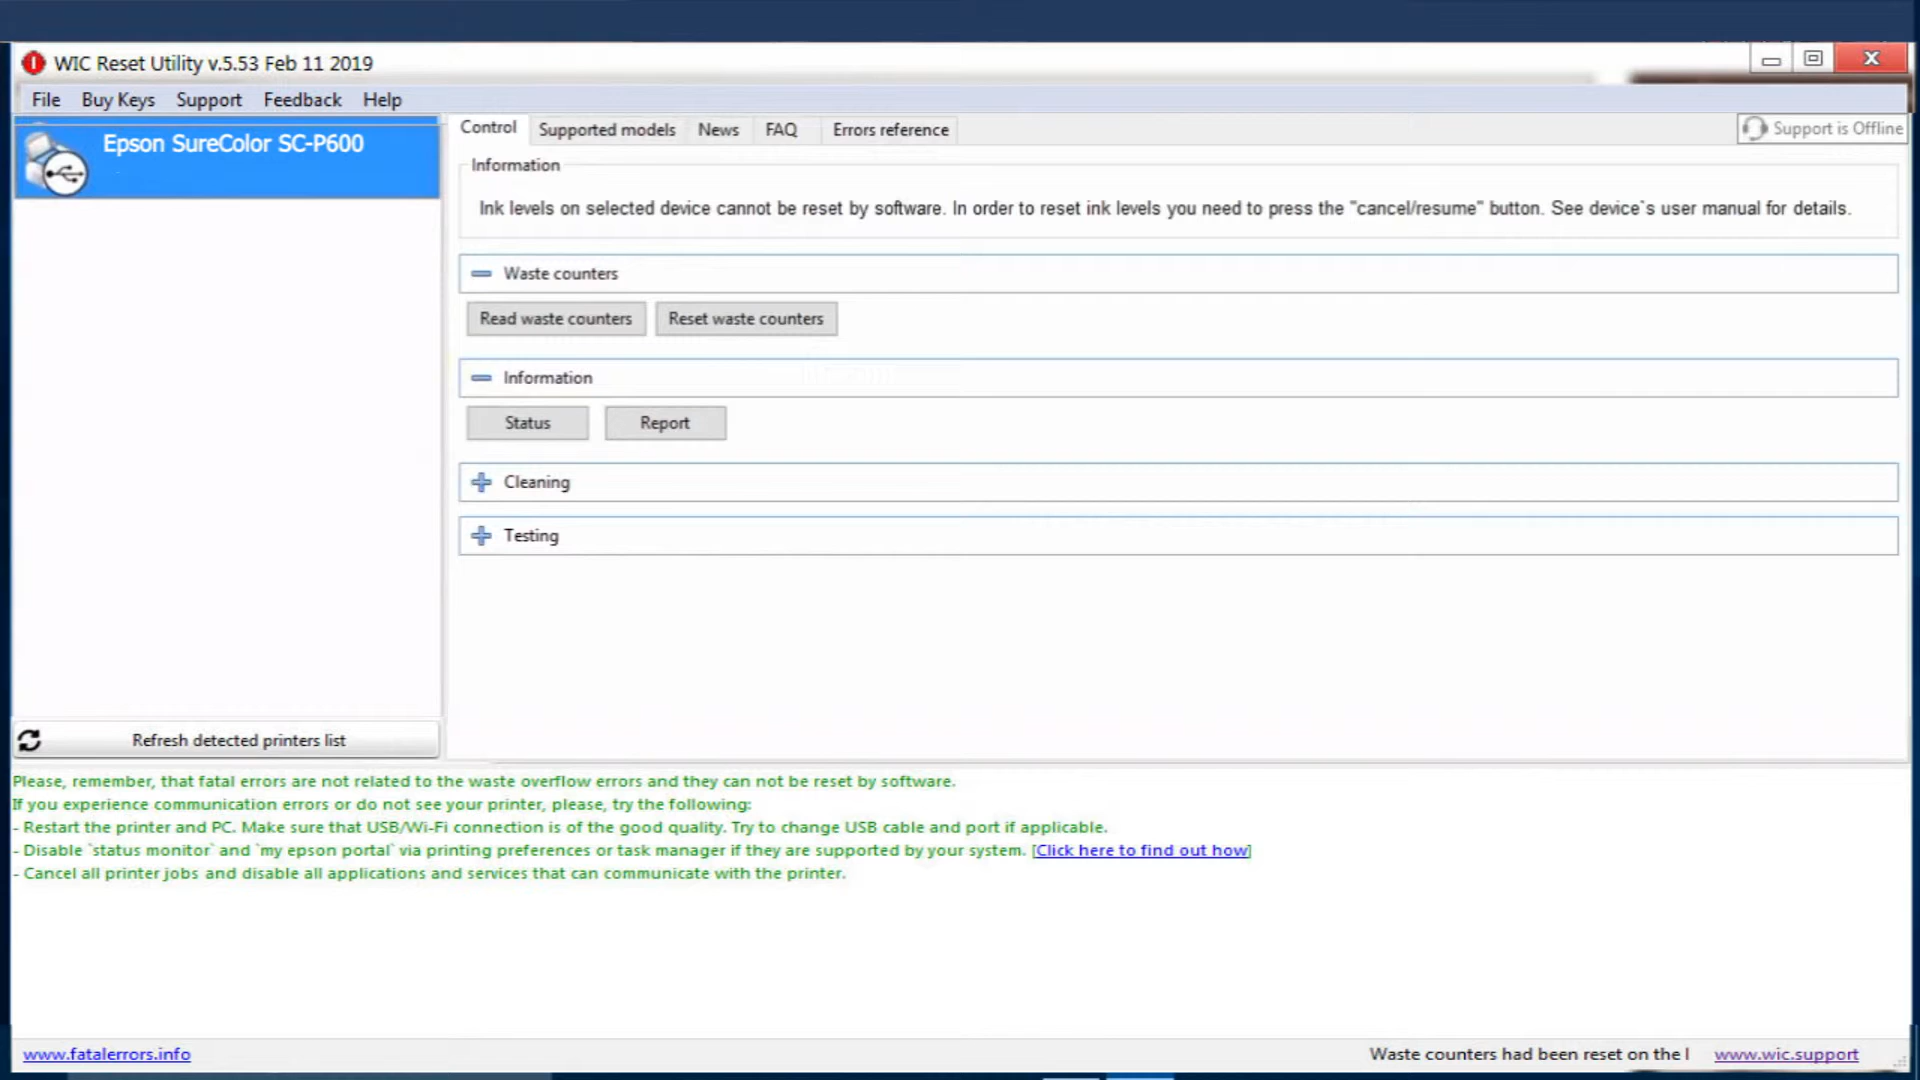 WIC Reset Utility v.5.53 Feb 11 2019
File Buy Keys Support Feedback Help
Epson SureColor SC-P600
Control Supported models News FAQ Errors reference
Support is Offline
Information
Ink levels on selected device cannot be reset by software. In order to reset ink levels you need to press the "cancel/resume" button. See device`s user manual for details.
Waste counters
Read waste counters Reset waste counters
Information
Status Report
Cleaning
Testing
Refresh detected printers list
Please, remember, that fatal errors are not related to the waste overflow errors and they can not be reset by software.
If you experience communication errors or do not see your printer, please, try the following:
- Restart the printer and PC. Make sure that USB/Wi-Fi connection is of the good quality. Try to change USB cable and port if applicable.
- Disable `status monitor` and `my epson portal` via printing preferences or task manager if they are supported by your system. [Click here to find out how]
- Cancel all printer jobs and disable all applications and services that can communicate with the printer.
www.fatalerrors.info
Waste counters had been reset on the
www.wic.support